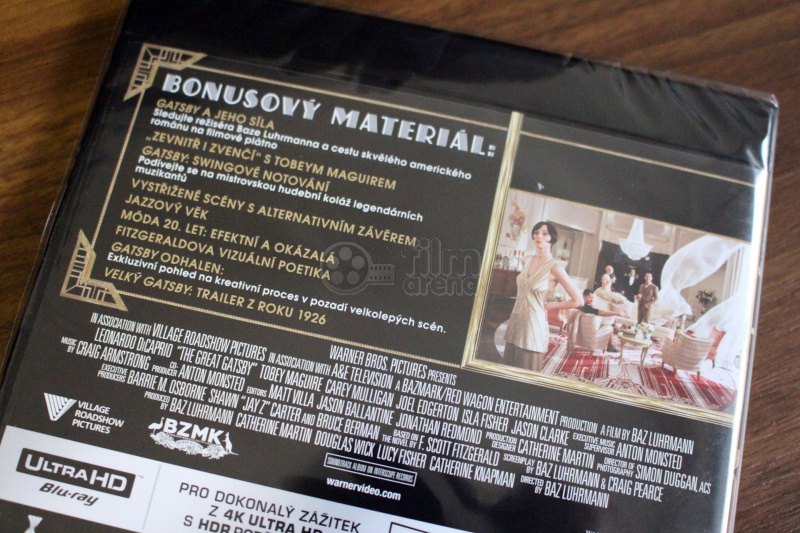 BONUSOVÝ MATERIÁL:
GATSBY A JEHO SÍLA
Sledujte režiséra Baze Luhrmanna a cestu skvělého amerického
románu na filmové plátno
„ZEVNITŘ I ZVENČÍ“ S TOBEYM MAGUIREM
GATSBY: SWINGOVÉ NOTOVÁNÍ
Podívejte se na mistrovskou hudební koláž legendárních
muzikantů
VYSTŘIŽENÉ SCÉNY S ALTERNATIVNÍM ZÁVĚREM
JAZZOVÝ VĚK
MÓDA 20. LET: EFEKTNÍ A OKÁZALÁ
FITZGERALDOVA VIZUÁLNÍ POETIKA
GATSBY ODHALEN:
Exkluzivní pohled na kreativní proces v pozadí velkolepých scén.
VELKÝ GATSBY: TRAILER Z ROKU 1926
film
arena
WARNER BROS. PICTURES PRESENTS
IN ASSOCIATION WITH VILLAGE ROADSHOW PICTURES IN ASSOCIATION WITH A&E TELEVISION A BAZMARK/RED WAGON ENTERTAINMENT PRODUCTION A FILM BY BAZ LUHRMANN
LEONARDO DiCAPRIO "THE GREAT GATSBY" TOBEY MAGUIRE CAREY MULLIGAN JOEL EDGERTON ISLA FISHER JASON CLARKE EXECUTIVE MUSIC SUPERVISOR ANTON MONSTED
MUSIC BY CRAIG ARMSTRONG CO-PRODUCER ANTON MONSTED EDITORS MATT VILLA JASON BALLANTINE JONATHAN REDMOND PRODUCTION DESIGNER CATHERINE MARTIN DIRECTOR OF PHOTOGRAPHY SIMON DUGGAN, ACS
EXECUTIVE PRODUCERS BARRIE M. OSBORNE SHAWN "JAY Z" CARTER AND BRUCE BERMAN BASED ON THE NOVEL BY F. SCOTT FITZGERALD SCREENPLAY BY BAZ LUHRMANN & CRAIG PEARCE
PRODUCED BY BAZ LUHRMANN CATHERINE MARTIN DOUGLAS WICK LUCY FISHER CATHERINE KNAPMAN DIRECTED BY BAZ LUHRMANN
VILLAGE
ROADSHOW
PICTURES
BZMK
SOUNDTRACK ALBUM ON INTERSCOPE RECORDS
warnervideo.com
ULTRA HD
Blu-ray
PRO DOKONALÝ ZÁŽITEK
Z 4K ULTRA
S HDR